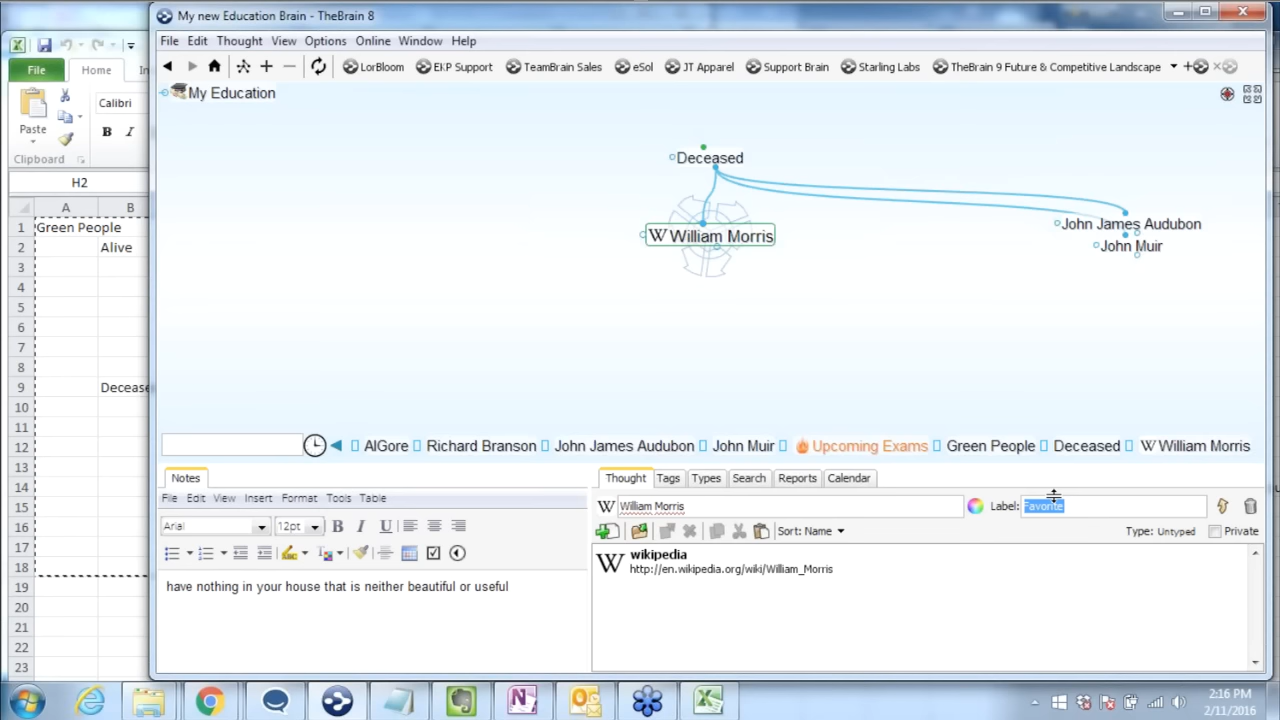 My new Education Brain - TheBrain 8
File Edit Thought View Options Online Window Help
LorBloom EKP Support TeamBrain Sales eSol JT Apparel Support Brain Starling Labs TheBrain 9 Future & Competitive Landscape
My Education
Deceased
William Morris
John James Audubon
John Muir
AlGore Richard Branson John James Audubon John Muir Upcoming Exams Green People Deceased William Morris
Notes
File Edit View Insert Format Tools Table
Arial 12pt B I U
have nothing in your house that is neither beautiful or useful
Thought Tags Types Search Reports Calendar
William Morris Label: Favorite
Sort: Name Type: Untyped Private
wikipedia
http://en.wikipedia.org/wiki/William_Morris
File Home
Paste
Calibri
B I
Clipboard
H2
A B
1 Green People
2 Alive
3
4
5
6
7
8
9 Decease
10
11
12
13
14
15
16
17
18
19
20
21
22
23
2:16 PM
2/11/2016